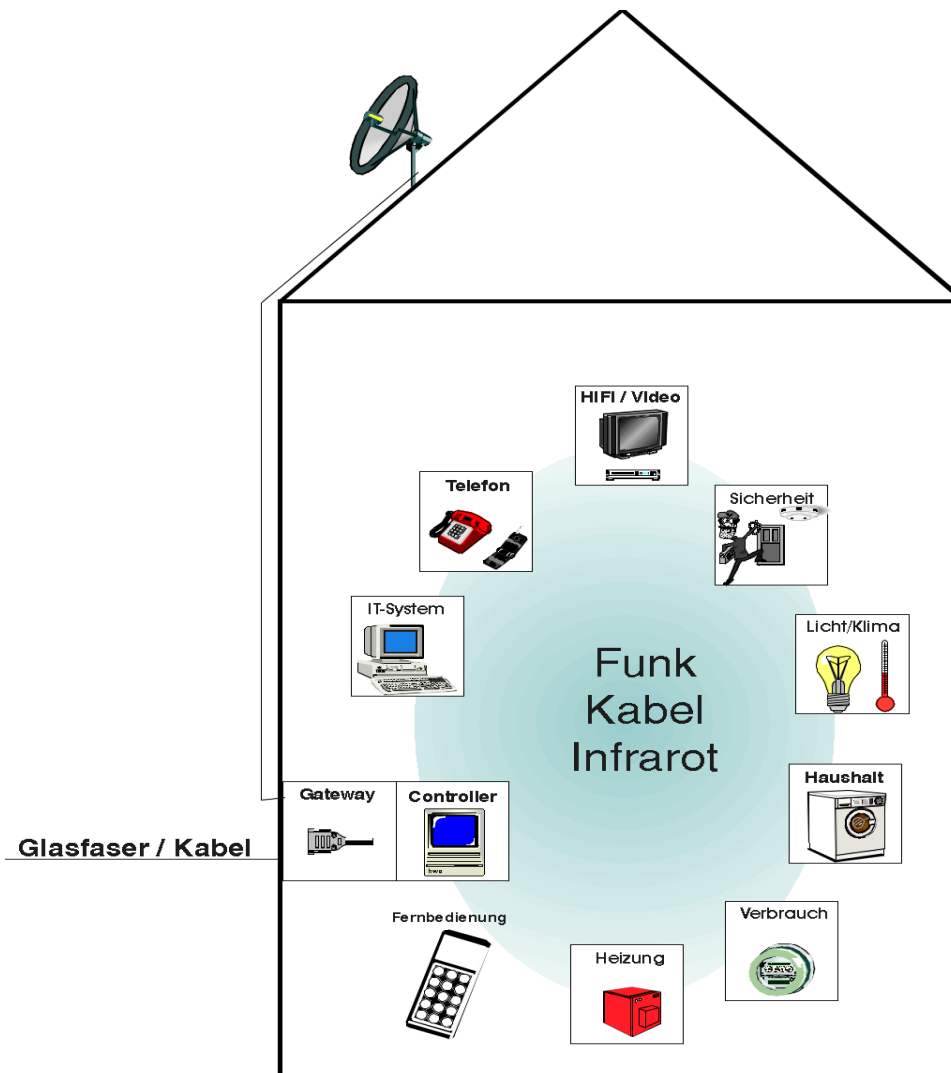 HIFI / Video
Telefon
Sicherheit
IT-System
Licht/Klima
Funk
Kabel
Infrarot
Gateway
Controller
Haushalt
Glasfaser / Kabel
hws
Fernbedienung
Verbrauch
Heizung